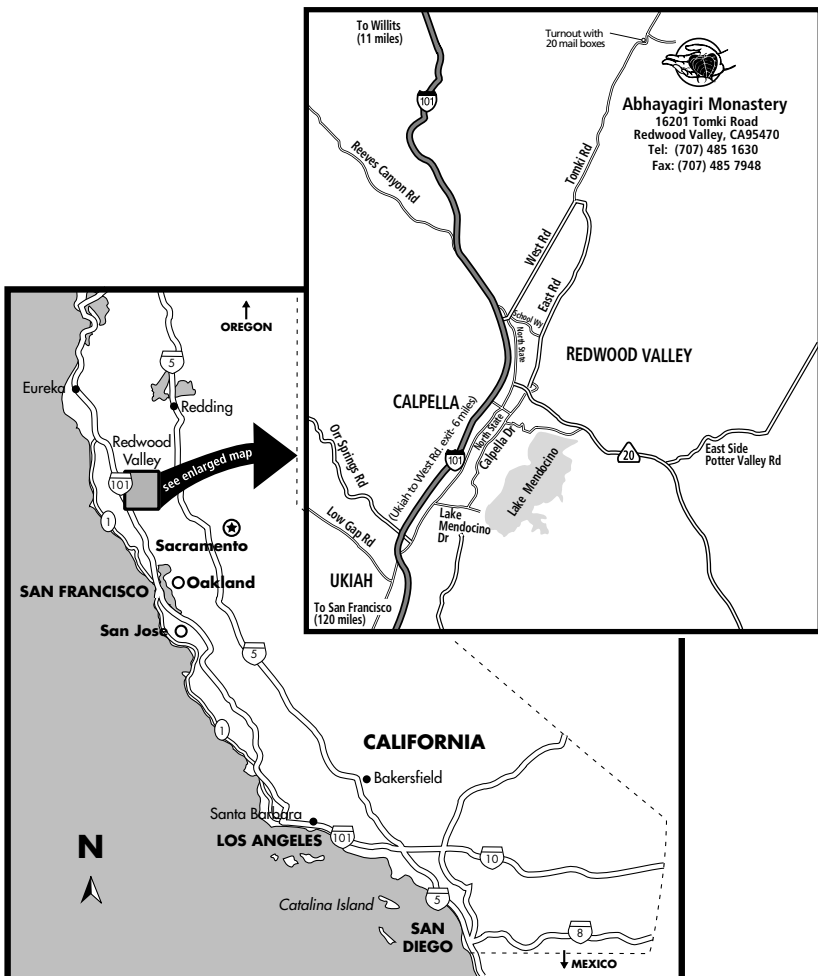 To Willits
(11 miles)
Turnout with
20 mail boxes
101
Abhayagiri Monastery
16201 Tomki Road
Redwood Valley, CA95470
Tel: (707) 485 1630
Fax: (707) 485 7948
Reeves Canyon Rd
Tomki Rd
West Rd
East Rd
School Wy
North State
REDWOOD VALLEY
CALPELLA
(Ukiah to West Rd. exit- 6 miles)
North State
Calpella Dr
101
20
East Side
Potter Valley Rd
Orr Springs Rd
Low Gap Rd
Lake Mendocino
Lake
Mendocino
Dr
UKIAH
To San Francisco
(120 miles)
OREGON
5
Eureka
Redding
Redwood
Valley
see enlarged map
101
1
Sacramento
Oakland
SAN FRANCISCO
San Jose
5
1
CALIFORNIA
Bakersfield
Santa Barbara
LOS ANGELES
101
10
N
Catalina Island
5
SAN
DIEGO
8
MEXICO